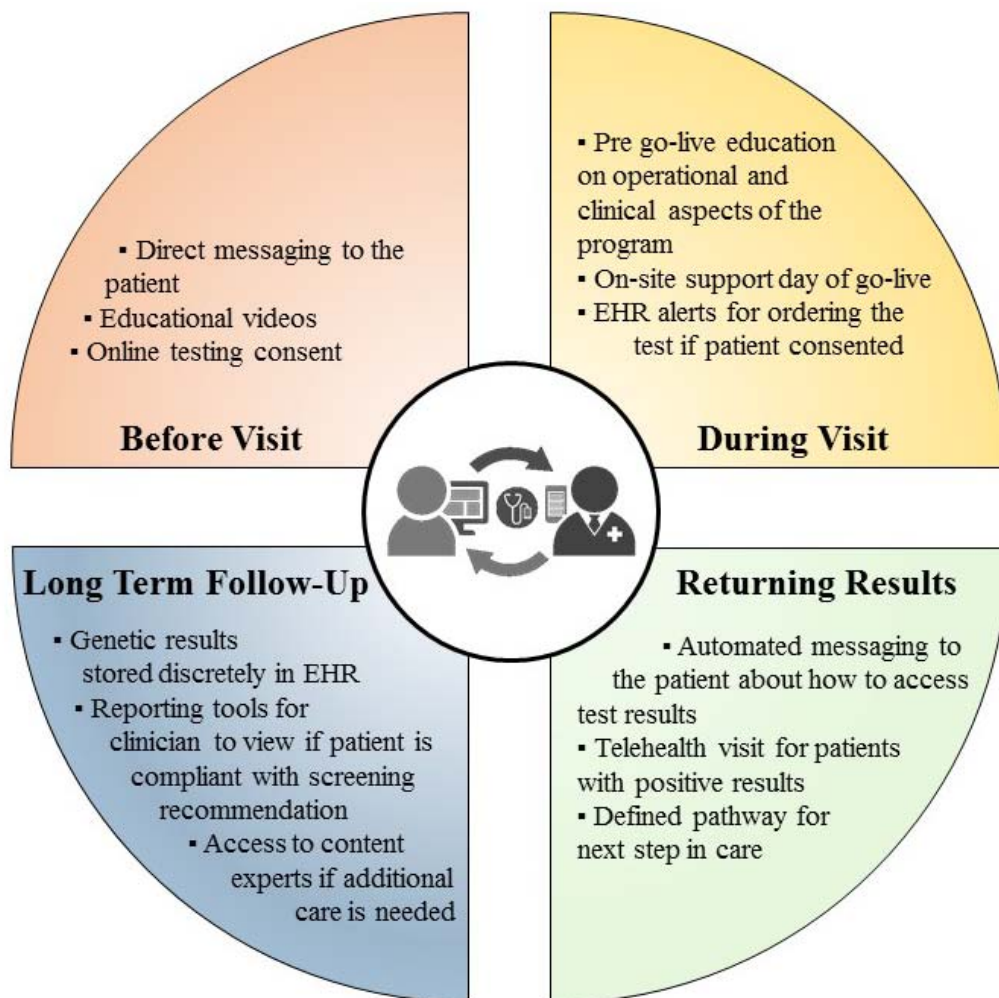 ▪ Direct messaging to the
patient
▪ Educational videos
▪ Online testing consent
Before Visit
▪ Pre go-live education
on operational and
clinical aspects of the
program
▪ On-site support day of go-live
▪ EHR alerts for ordering the
test if patient consented
During Visit
Long Term Follow-Up
▪ Genetic results
stored discretely in EHR
▪ Reporting tools for
clinician to view if patient is
compliant with screening
recommendation
▪ Access to content
experts if additional
care is needed
Returning Results
▪ Automated messaging to
the patient about how to access
test results
▪ Telehealth visit for patients
with positive results
▪ Defined pathway for
next step in care